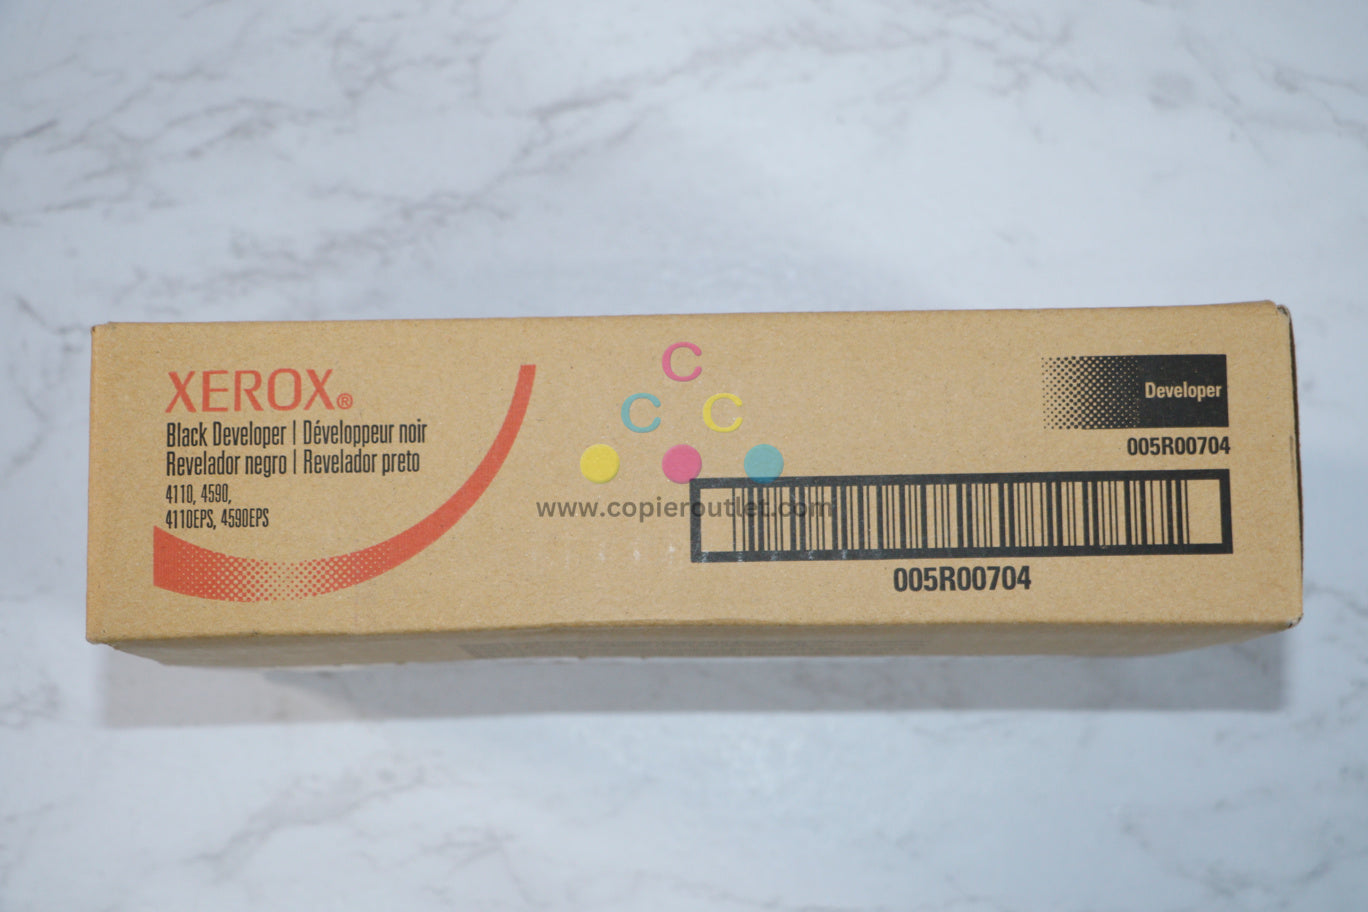 XEROX®
Black Developer | Développeur noir
Revelador negro | Revelador preto
4110, 4590,
4110EPS, 4590EPS
C
C C
www.copieroutlet.com
Developer
005R00704
005R00704